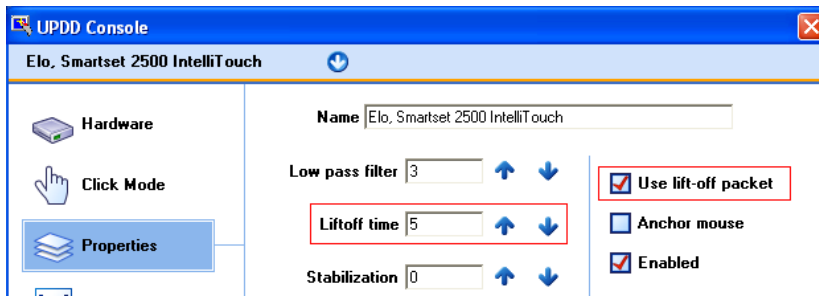 UPDD Console
Elo, Smartset 2500 IntelliTouch
Hardware
Click Mode
Properties
Name Elo, Smartset 2500 IntelliTouch
Low pass filter 3
Liftoff time 5
Stabilization 0
Use lift-off packet
Anchor mouse
Enabled